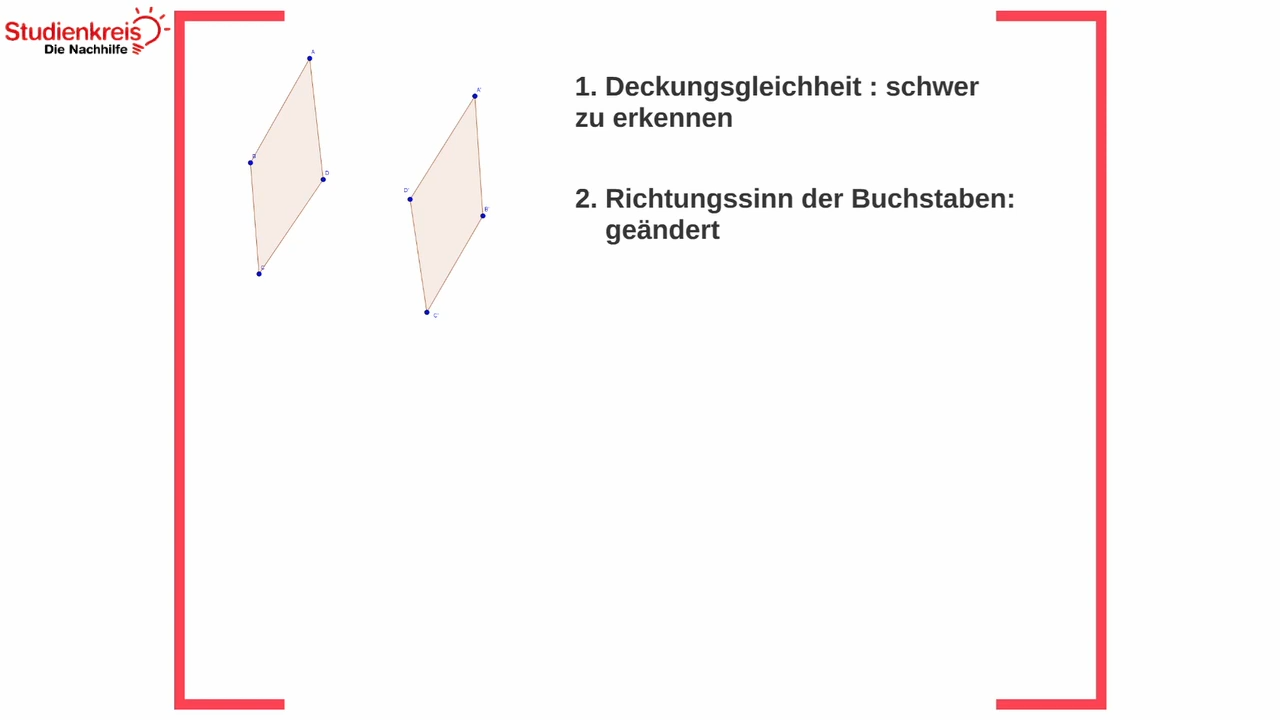 Studienkreis
Die Nachhilfe
A
B
D
C
A'
D'
B'
C'
1. Deckungsgleichheit : schwer
zu erkennen
2. Richtungssinn der Buchstaben:
geändert